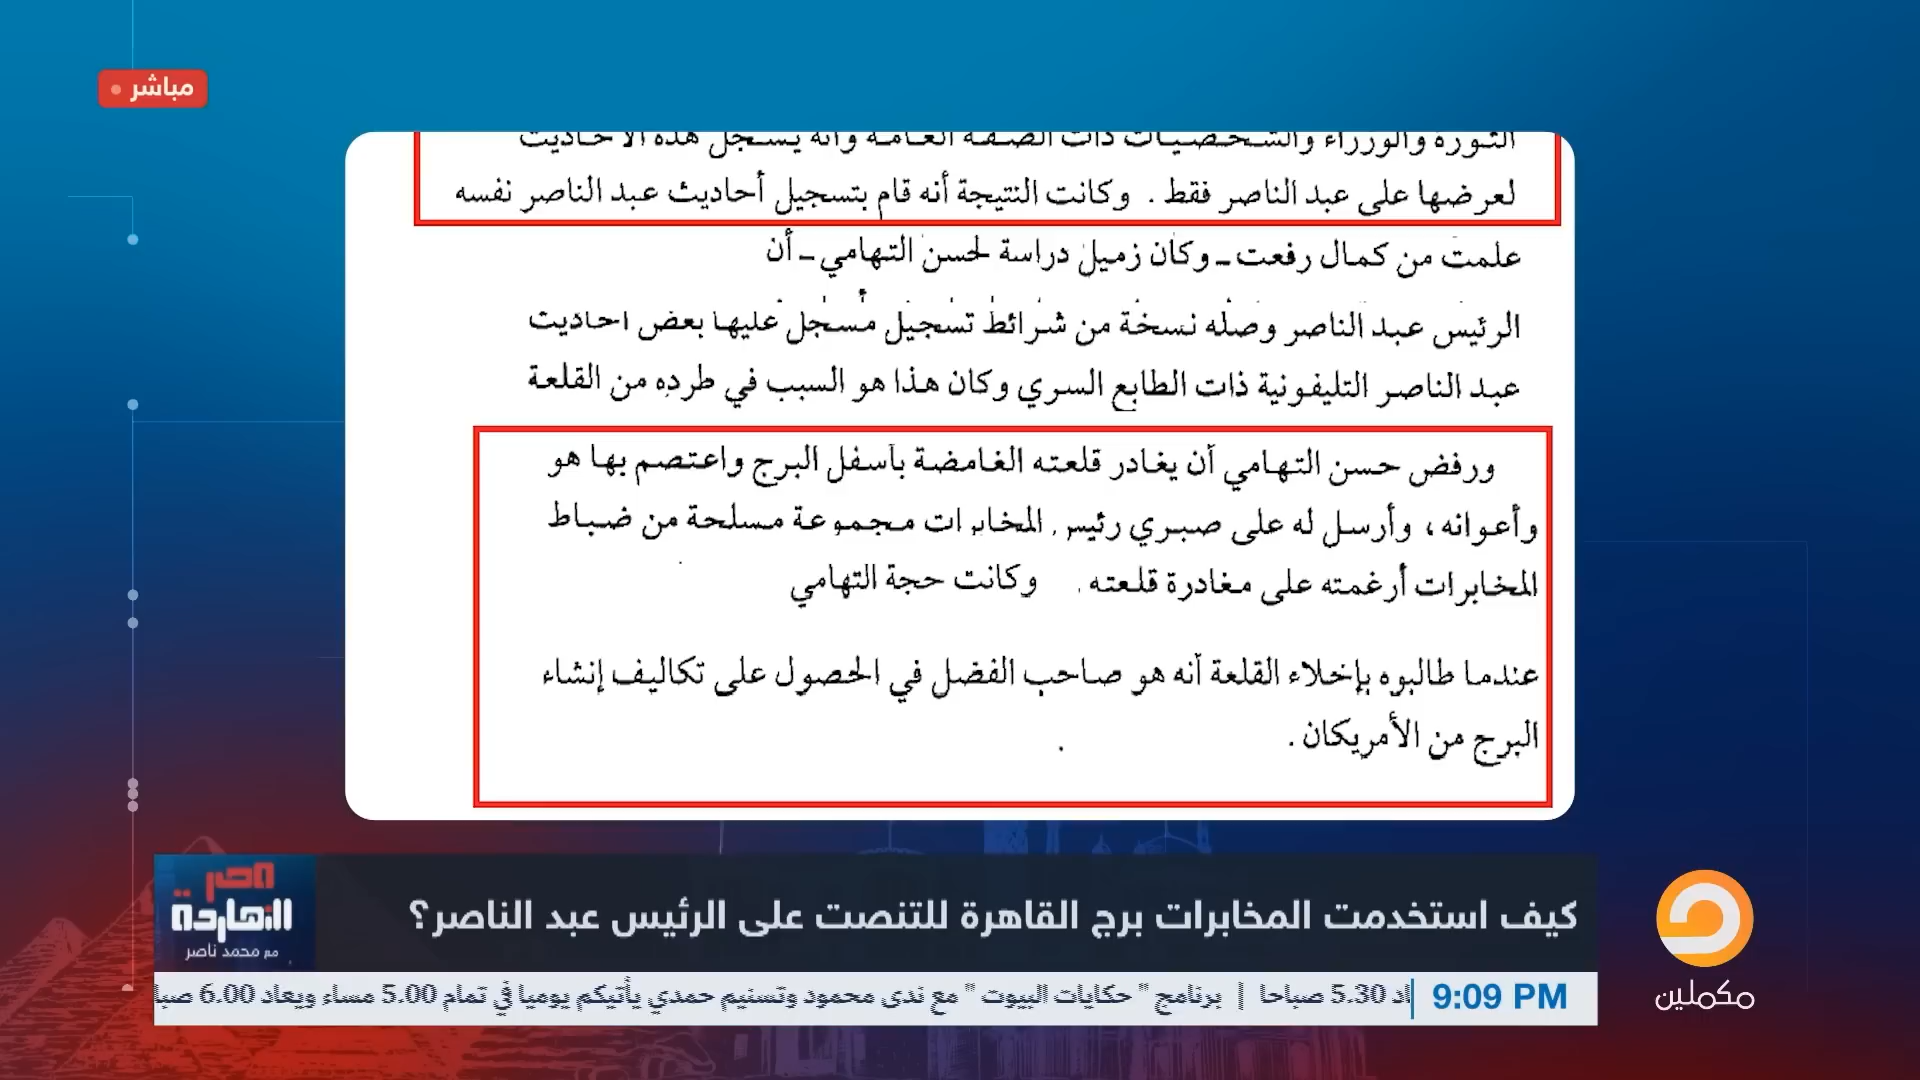 مباشر
الثورة والوزراء والشخصيات ذات الصفة العامة وأنه يسجل هذه الأحاديث
لعرضها على عبد الناصر فقط . وكانت النتيجة أنه قام بتسجيل أحاديث عبد الناصر نفسه
علمت من كمال رفعت - وكان زميل دراسة لحسن التهامي - أن
الرئيس عبد الناصر وصله نسخة من شرائط تسجيل مسجل عليها بعض أحاديث
عبد الناصر التليفونية ذات الطابع السري وكان هذا هو السبب في طرده من القلعة
ورفض حسن التهامي أن يغادر قلعته الغامضة بأسفل البرج واعتصم بها هو
وأعوانه ، وأرسل له على صبري رئيس المخابرات مجموعة مسلحة من ضباط
المخابرات أرغمته على مغادرة قلعته . وكانت حجة التهامي
عندما طالبوه بإخلاء القلعة أنه هو صاحب الفضل في الحصول على تكاليف إنشاء
البرج من الأمريكان .
كيف استخدمت المخابرات برج القاهرة للتنصت على الرئيس عبد الناصر؟
مصر
النهاردة
مع محمد ناصر
9:09 PM
اد 5.30 صباحا | برنامج " حكايات البيوت " مع ندى محمود وتسنيم حمدي يأتيكم يوميا في تمام 5.00 مساء ويعاد 6.00 صبا
مكملين